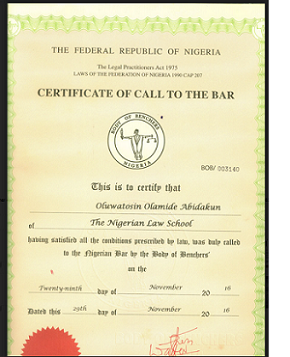 THE FEDERAL REPUBLIC OF NIGERIA
The Legal Practitioners Act 1975
LAWS OF THE FEDERATION OF NIGERIA 1990 CAP 207
CERTIFICATE OF CALL TO THE BAR
BODY OF BENCHERS
NIGERIA
BOB/ 003140
This is to certify that
Oluwatosin Olamide Abidakun
of The Nigerian Law School
having satisfied all the conditions prescribed by law, was duly called
to the Nigerian Bar by the Body of Benchers
on the
Twenty-ninth day of November 20 16
Dated this 29th day of November 20 16